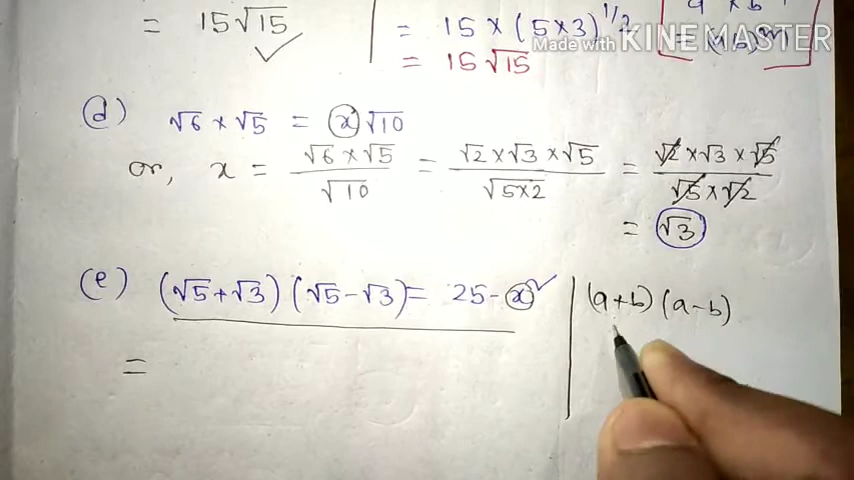 = 15√15
= 15 × (5×3)^1/2
= 15√15
Made with KINEMASTER
(d) √6 × √5 = x√10
or, x = √6 × √5 / √10 = √2 × √3 × √5 / √5×2 = √2 × √3 × √5 / √5 × √2
= √3
(e) (√5+√3)(√5-√3) = 25-x
(a+b)(a-b)
=